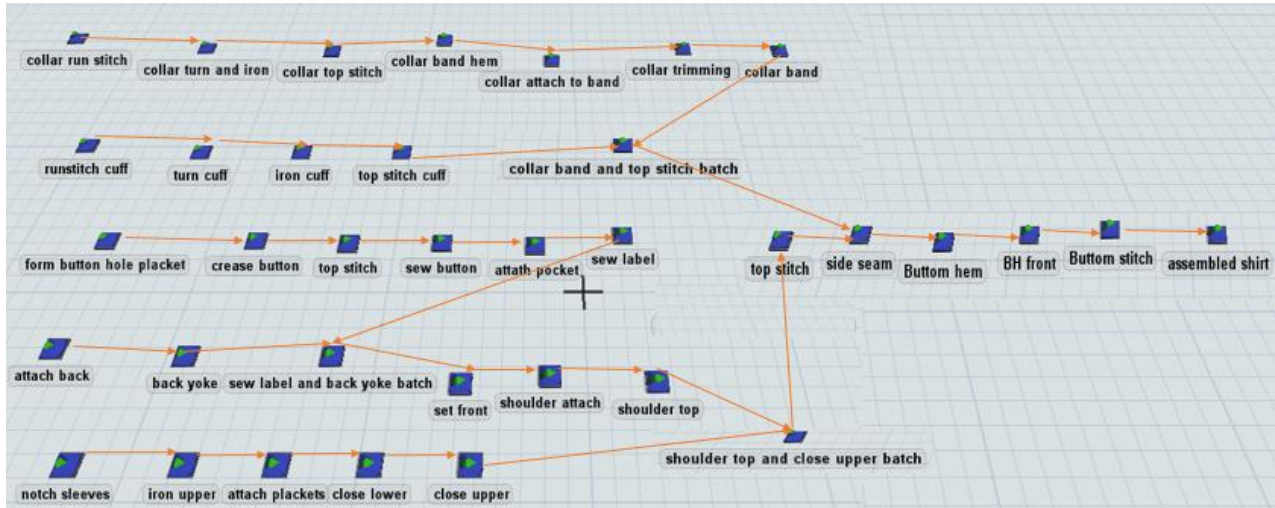 collar run stitch
collar turn and iron
collar top stitch
collar band hem
collar attach to band
collar trimming
collar band
runstitch cuff
turn cuff
iron cuff
top stitch cuff
collar band and top stitch batch
form button hole placket
crease button
top stitch
sew button
attath pocket
sew label
top stitch
side seam
Buttom hem
BH front
Buttom stitch
assembled shirt
attach back
back yoke
sew label and back yoke batch
set front
shoulder attach
shoulder top
shoulder top and close upper batch
notch sleeves
iron upper
attach plackets
close lower
close upper